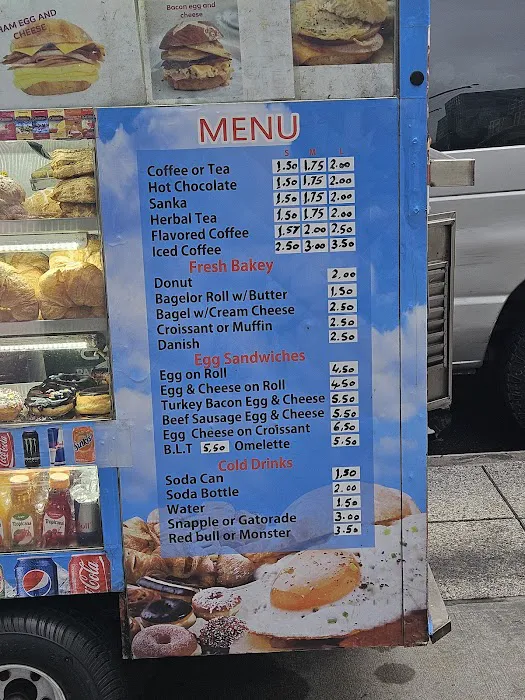 HAM EGG AND
CHEESE
Bacon egg and
cheese
MENU
S M L
Coffee or Tea 1.50 1.75 2.00
Hot Chocolate 1.50 1.75 2.00
Sanka 1.50 1.75 2.00
Herbal Tea 1.50 1.75 2.00
Flavored Coffee 1.57 2.00 2.50
Iced Coffee 2.50 3.00 3.50
Fresh Bakey
Donut 2.00
Bagelor Roll w/Butter 1.50
Bagel w/Cream Cheese 2.50
Croissant or Muffin 2.50
Danish 2.50
Egg Sandwiches
Egg on Roll 4.50
Egg & Cheese on Roll 4.50
Turkey Bacon Egg & Cheese 5.50
Beef Sausage Egg & Cheese 5.50
Egg Cheese on Croissant 6.50
B.L.T 5.50 Omelette 5.50
Cold Drinks
Soda Can 1.50
Soda Bottle 2.00
Water 1.50
Snapple or Gatorade 3.00
Red bull or Monster 3.50
Tropicana
Tropicana
pepsi
Coca-Cola